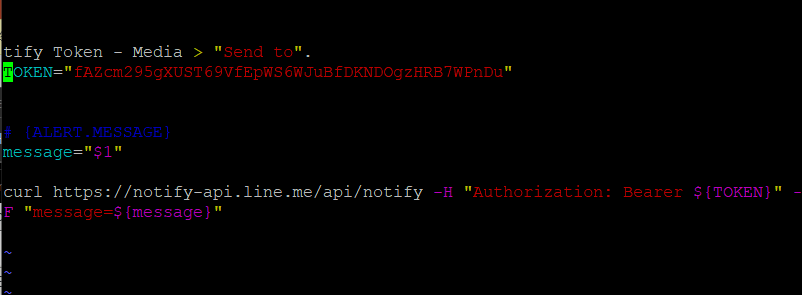 tify Token - Media > "Send to".
TOKEN="fAZcm295gXUST69VfEpWS6WJuBfDKNDOgzHRB7WPnDu"
# {ALERT.MESSAGE}
message="$1"
curl https://notify-api.line.me/api/notify -H "Authorization: Bearer ${TOKEN}" -
F "message=${message}"
~
~
~